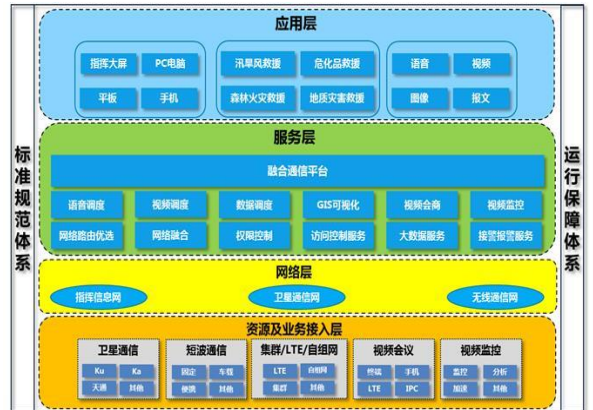 标准规范体系
应用层
指挥大屏 PC电脑 汛旱风救援 危化品救援 语音 视频
平板 手机 森林火灾救援 地质灾害救援 图像 报文
服务层
融合通信平台
语音调度 视频调度 数据调度 GIS可视化 视频会商 视频监控
网络路由优选 网络融合 权限控制 访问控制服务 大数据服务 接警报警服务
网络层
指挥信息网 卫星通信网 无线通信网
资源及业务接入层
卫星通信 短波通信 集群/LTE/自组网 视频会议 视频监控
Ku Ka 固定 车载 LTE 自组网 终端 手机 监控 分析
天通 其他 便携 其他 集群 其他 LTE IPC 加速 其他
运行保障体系